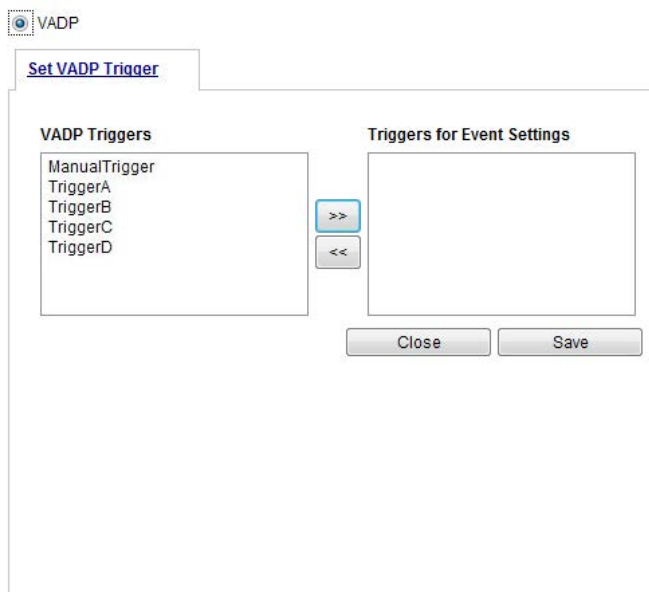 VADP
Set VADP Trigger
VADP Triggers
Triggers for Event Settings
ManualTrigger
TriggerA
TriggerB
TriggerC
TriggerD
>>
<<
Close
Save